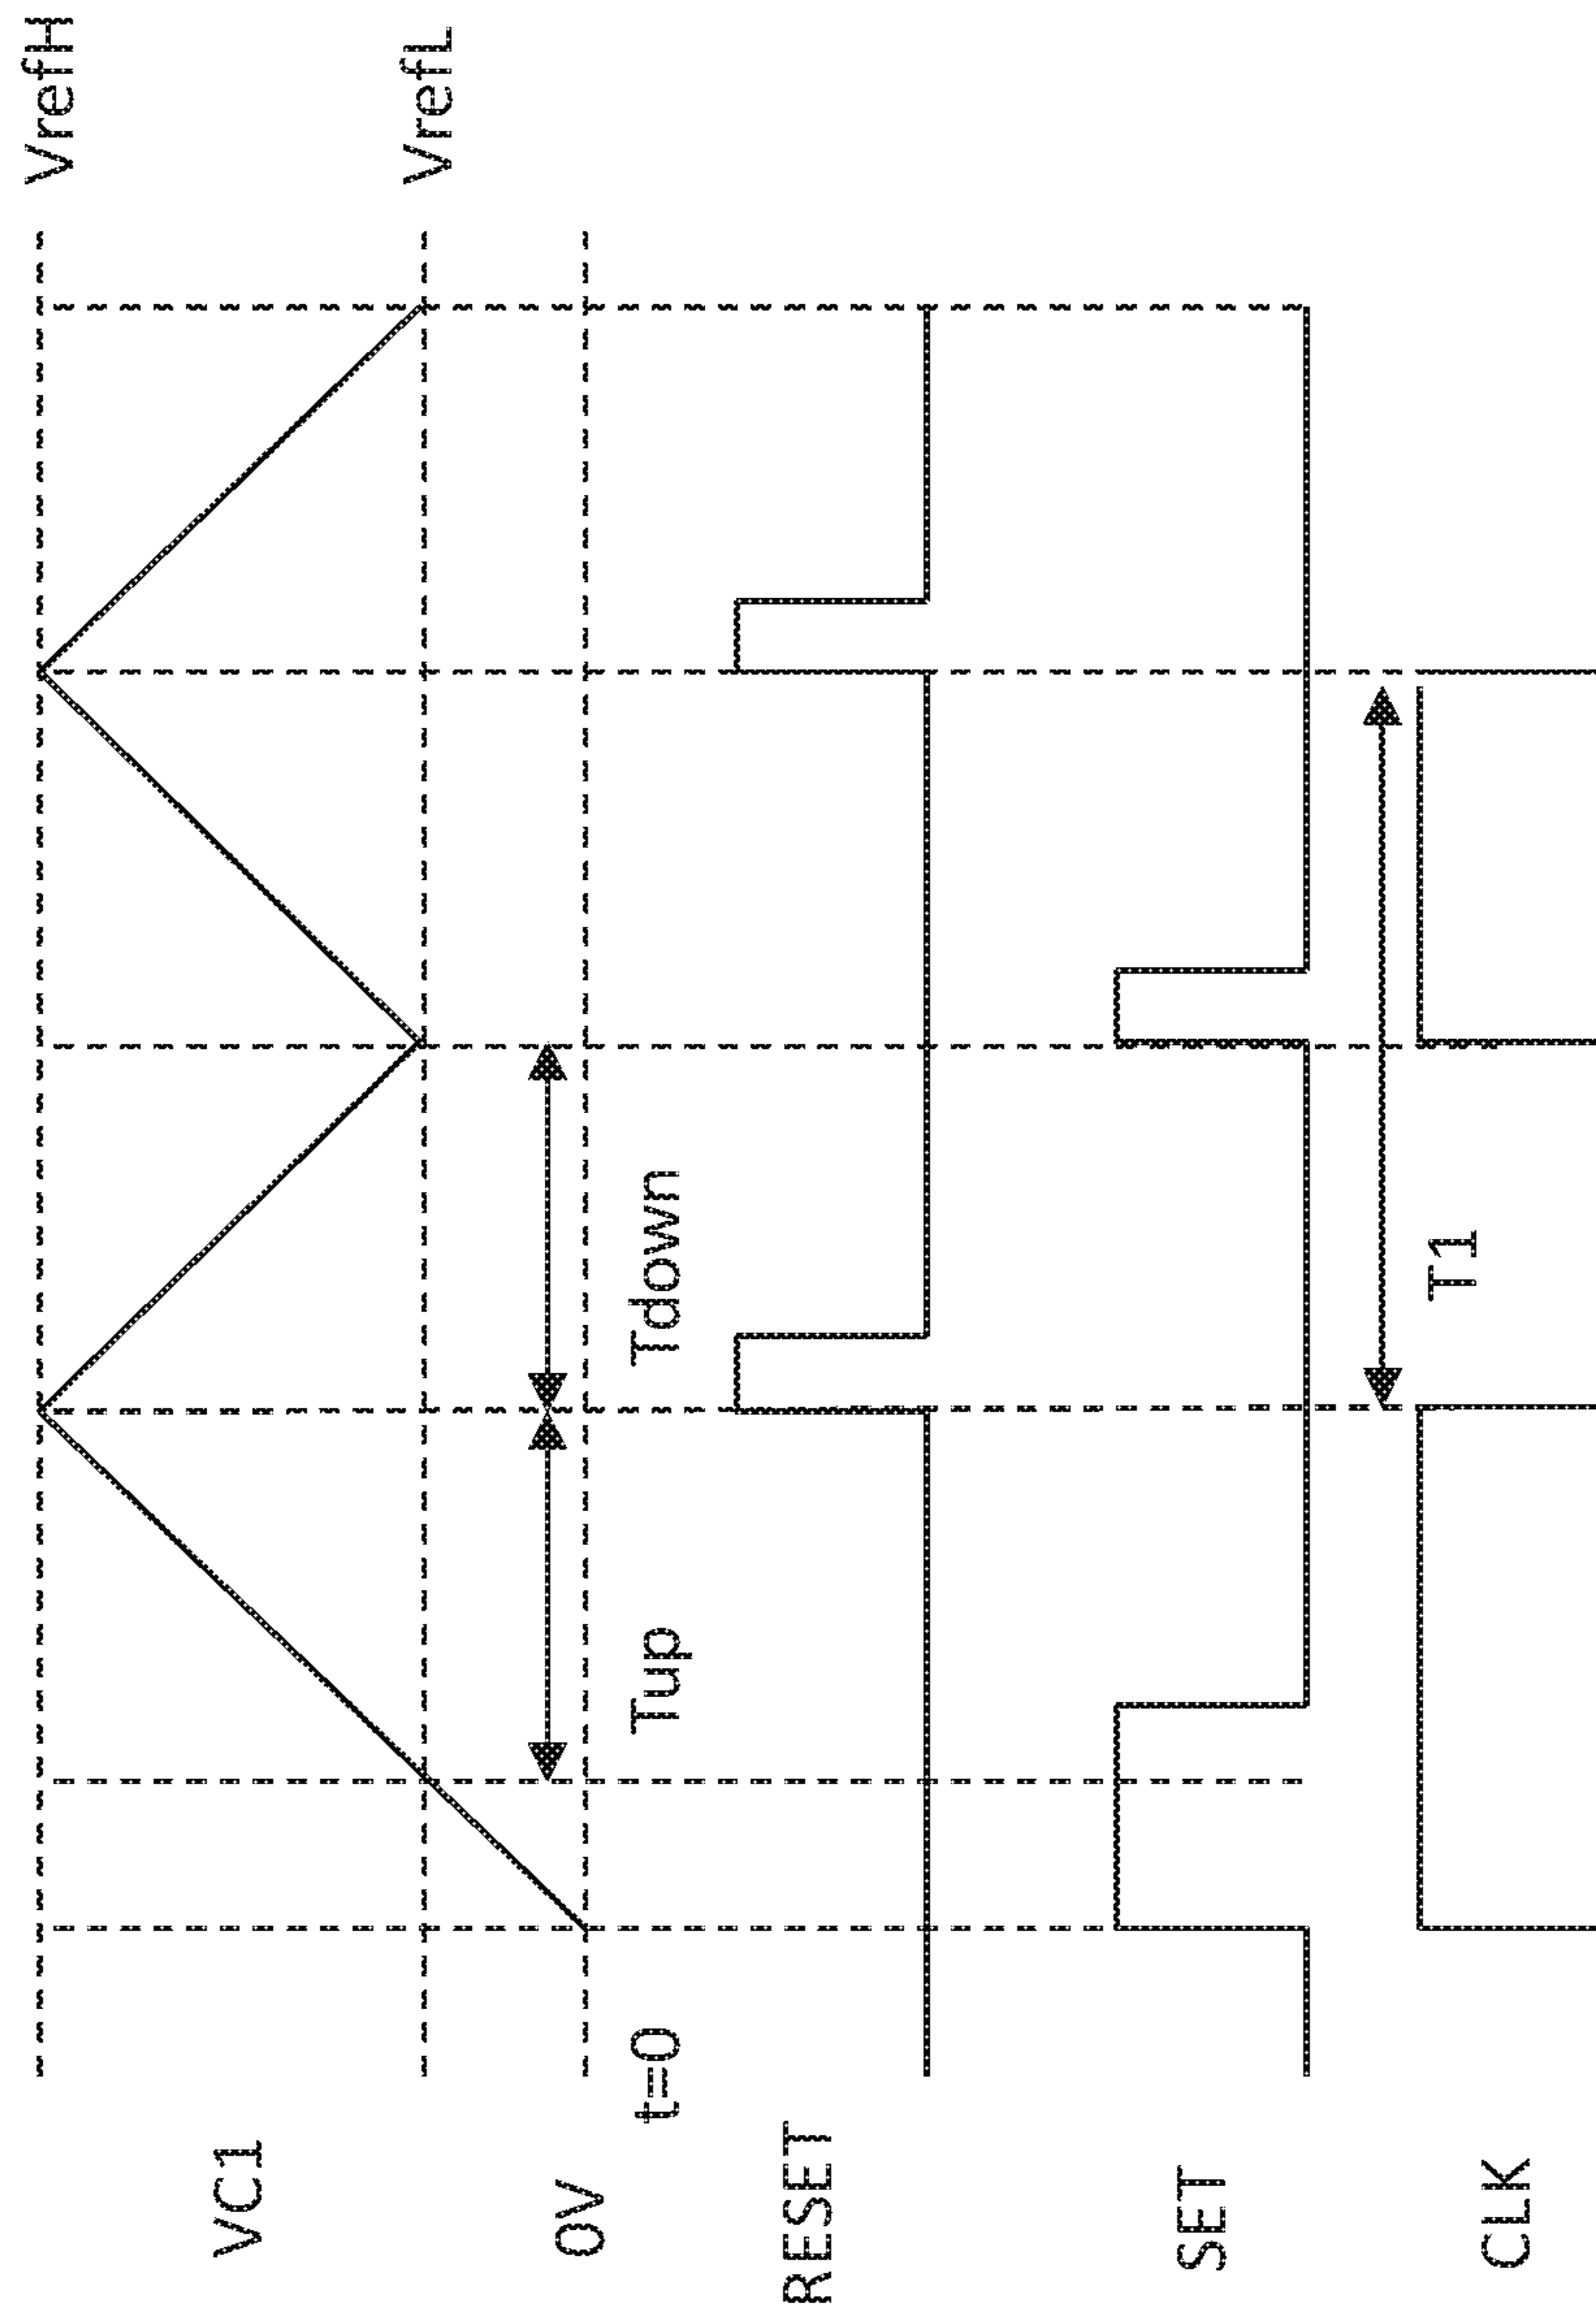 VrefH
VC1
VrefL
0V
t=0
Tup
Tdown
RESET
SET
T1
CLK